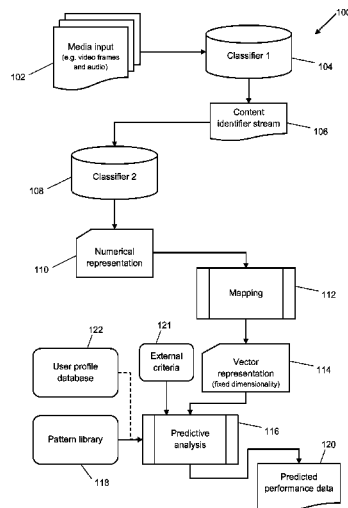 100
Media input
(e.g. video frames
and audio)
102
Classifier 1
104
Content
identifier stream
106
Classifier 2
108
Numerical
representation
110
Mapping
112
122
User profile
database
121
External
criteria
Vector
representation
(fixed dimensionality)
114
Predictive
analysis
116
Pattern library
118
120
Predicted
performance data